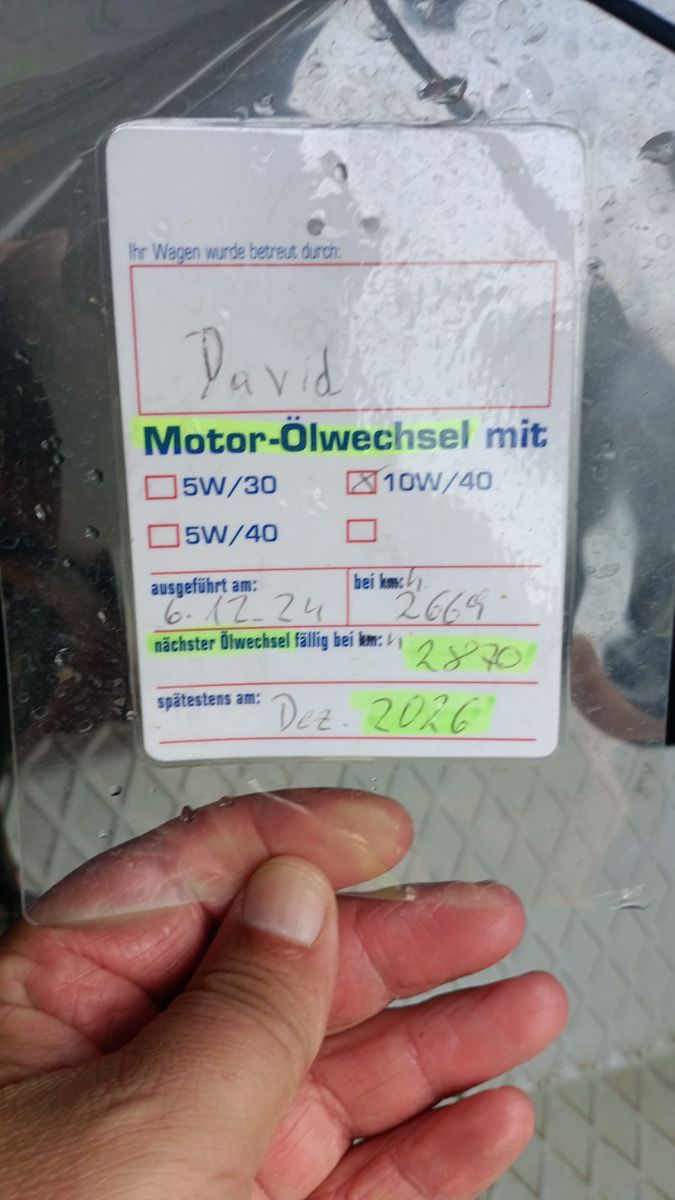 Ihr Wagen wurde betreut durch:
David
Motor-Ölwechsel mit
5W/30 10W/40
5W/40
ausgeführt am: bei km: h
6.12.24 2669
nächster Ölwechsel fällig bei km: h 2870
spätestens am: Dez. 2026